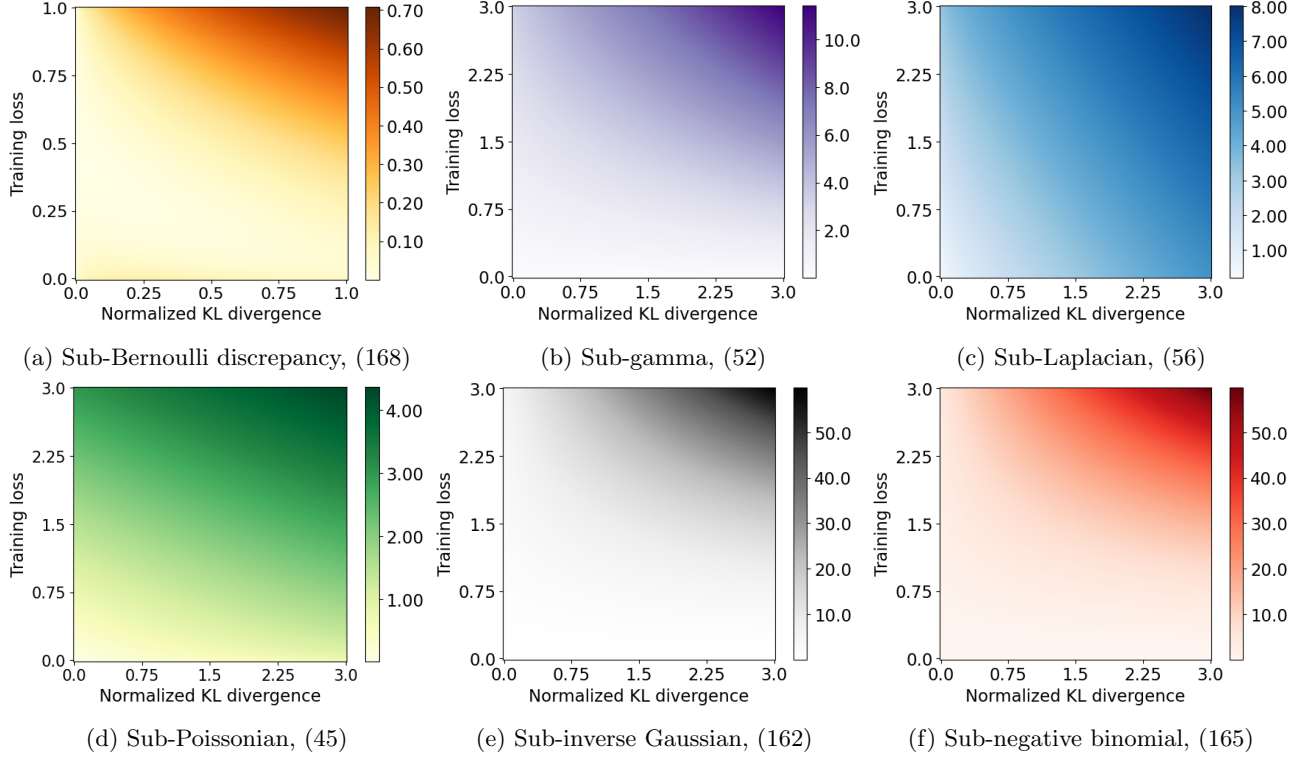 1.0
0.75
0.5
0.25
0.0
Training loss
0.0 0.25 0.5 0.75 1.0
Normalized KL divergence
0.70
0.60
0.50
0.40
0.30
0.20
0.10
(a) Sub-Bernoulli discrepancy, (168)
3.0
2.25
1.5
0.75
0.0
Training loss
0.0 0.75 1.5 2.25 3.0
Normalized KL divergence
10.0
8.0
6.0
4.0
2.0
(b) Sub-gamma, (52)
3.0
2.25
1.5
0.75
0.0
Training loss
0.0 0.75 1.5 2.25 3.0
Normalized KL divergence
8.00
7.00
6.00
5.00
4.00
3.00
2.00
1.00
(c) Sub-Laplacian, (56)
3.0
2.25
1.5
0.75
0.0
Training loss
0.0 0.75 1.5 2.25 3.0
Normalized KL divergence
4.00
3.00
2.00
1.00
(d) Sub-Poissonian, (45)
3.0
2.25
1.5
0.75
0.0
Training loss
0.0 0.75 1.5 2.25 3.0
Normalized KL divergence
50.0
40.0
30.0
20.0
10.0
(e) Sub-inverse Gaussian, (162)
3.0
2.25
1.5
0.75
0.0
Training loss
0.0 0.75 1.5 2.25 3.0
Normalized KL divergence
50.0
40.0
30.0
20.0
10.0
(f) Sub-negative binomial, (165)